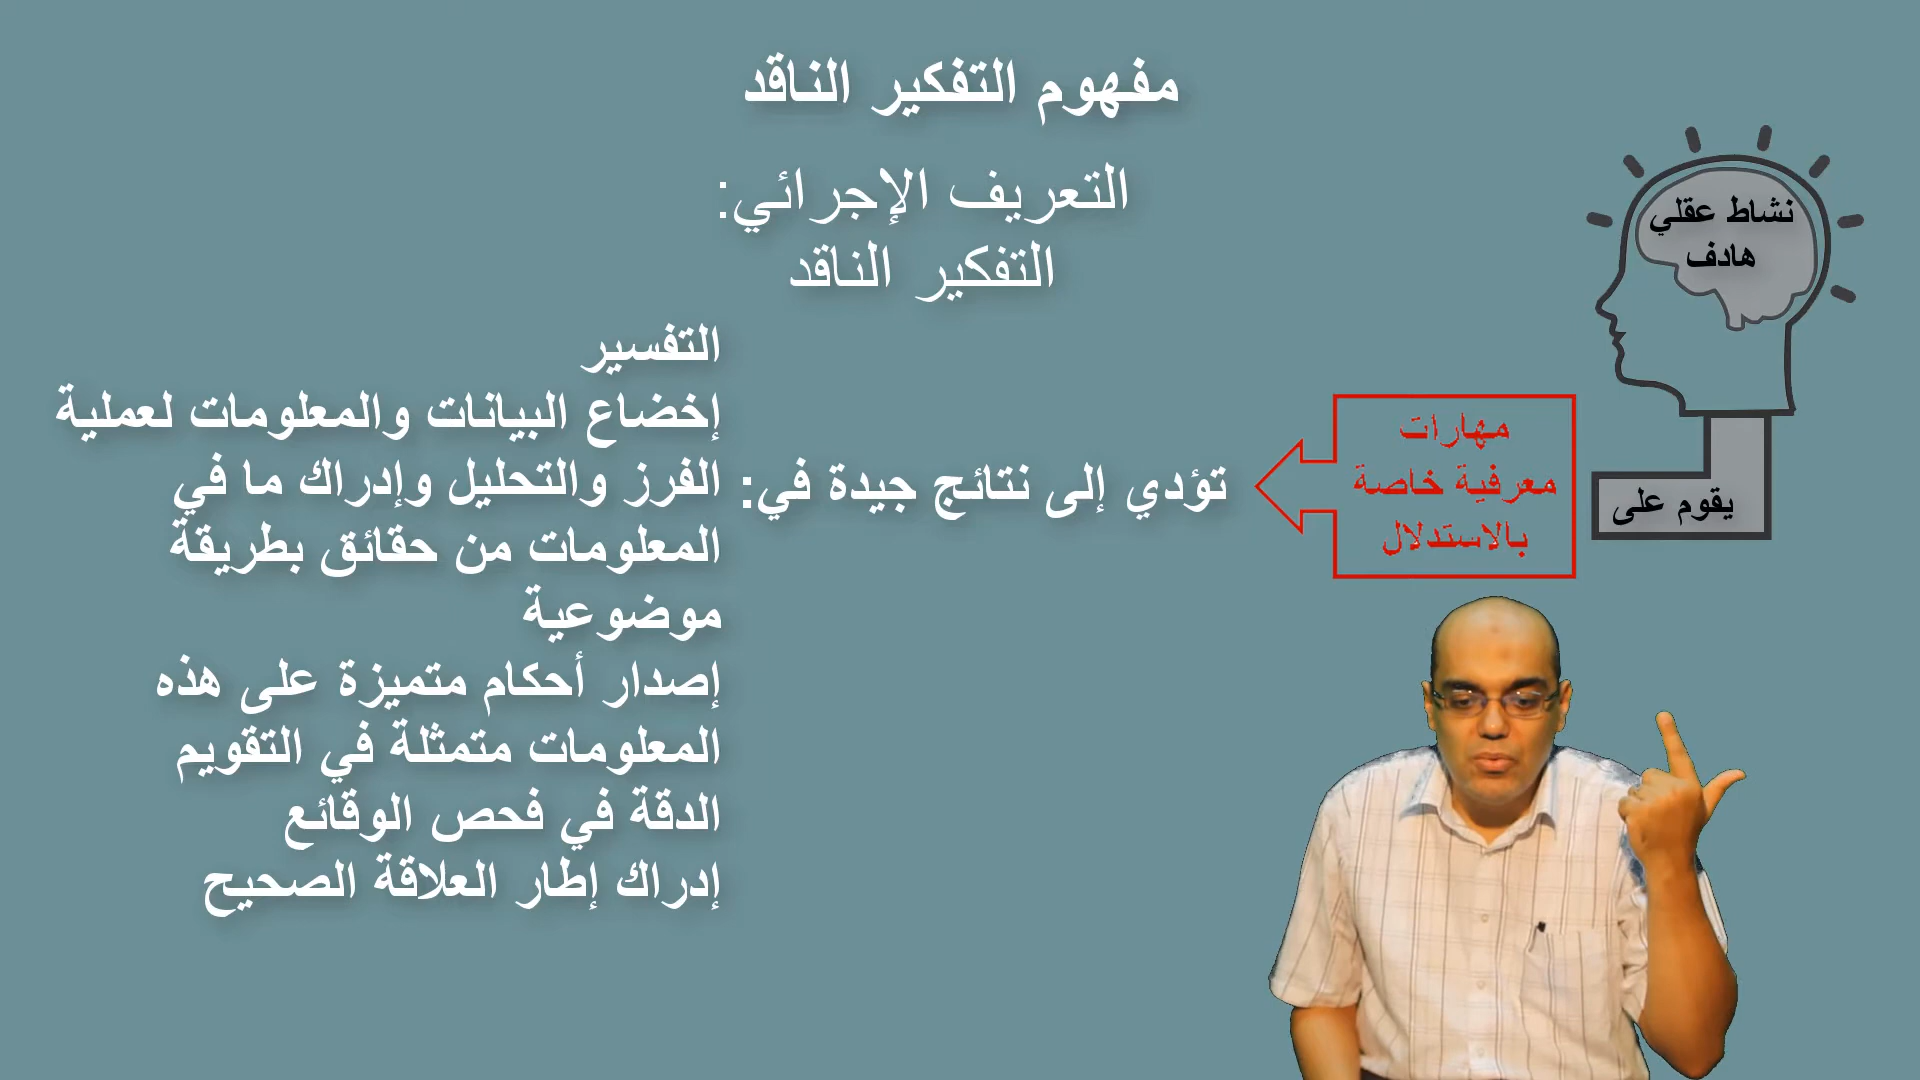 مفهوم التفكير الناقد
التعريف الإجرائي:
التفكير الناقد
نشاط عقلي
هادف
يقوم على
مهارات
معرفية خاصة
بالاستدلال
تؤدي إلى نتائج جيدة في:
التفسير
إخضاع البيانات والمعلومات لعملية
الفرز والتحليل وإدراك ما في
المعلومات من حقائق بطريقة
موضوعية
إصدار أحكام متميزة على هذه
المعلومات متمثلة في التقويم
الدقة في فحص الوقائع
إدراك إطار العلاقة الصحيح